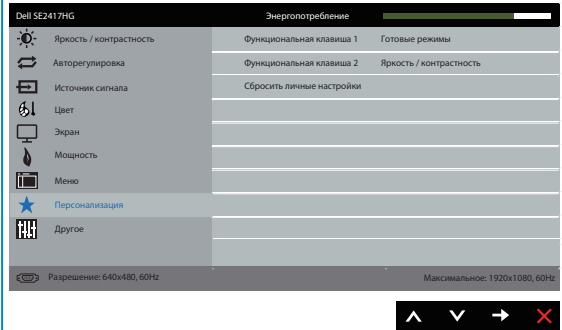 Dell SE2417HG Энергопотребление
Яркость / контрастность Функциональная клавиша 1 Готовые режимы
Авторегулировка Функциональная клавиша 2 Яркость / контрастность
Источник сигнала Сбросить личные настройки
Цвет
Экран
Мощность
Меню
Персонализация
Другое
Разрешение: 640x480, 60Hz Максимальное: 1920x1080, 60Hz